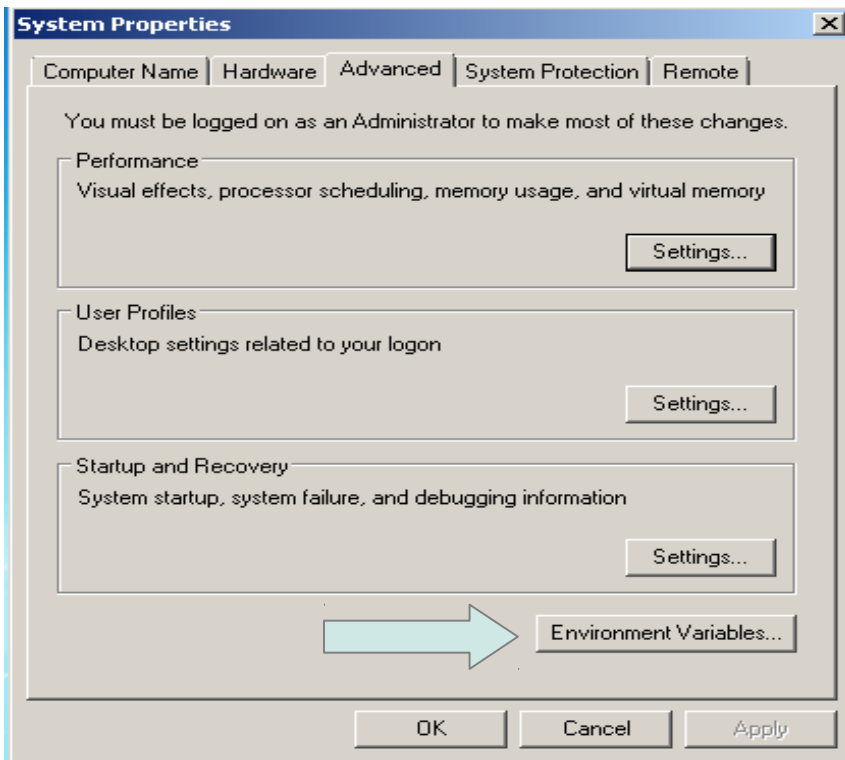 System Properties
Computer Name Hardware Advanced System Protection Remote
You must be logged on as an Administrator to make most of these changes.
Performance
Visual effects, processor scheduling, memory usage, and virtual memory
Settings...
User Profiles
Desktop settings related to your logon
Settings...
Startup and Recovery
System startup, system failure, and debugging information
Settings...
Environment Variables...
OK Cancel Apply